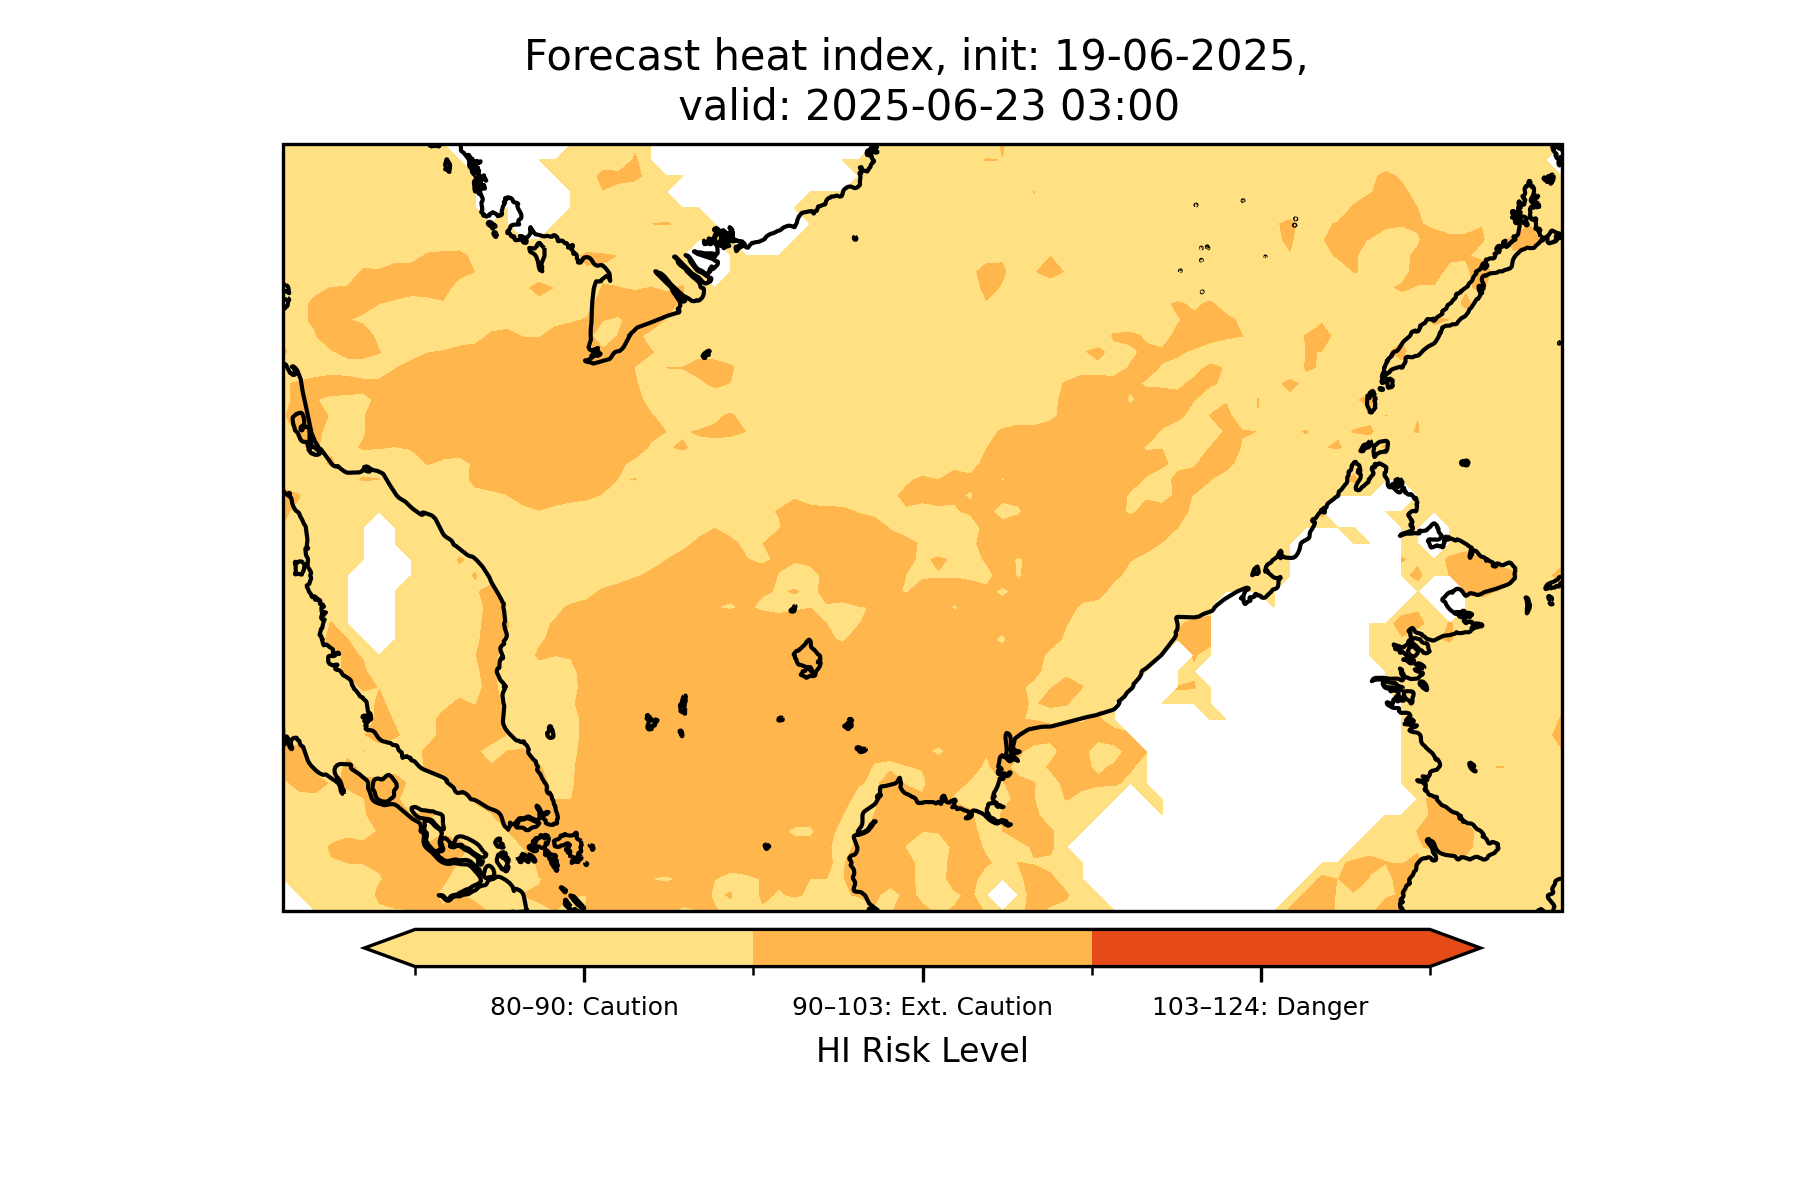 Forecast heat index, init: 19-06-2025,
valid: 2025-06-23 03:00
80–90: Caution
90–103: Ext. Caution
103–124: Danger
HI Risk Level